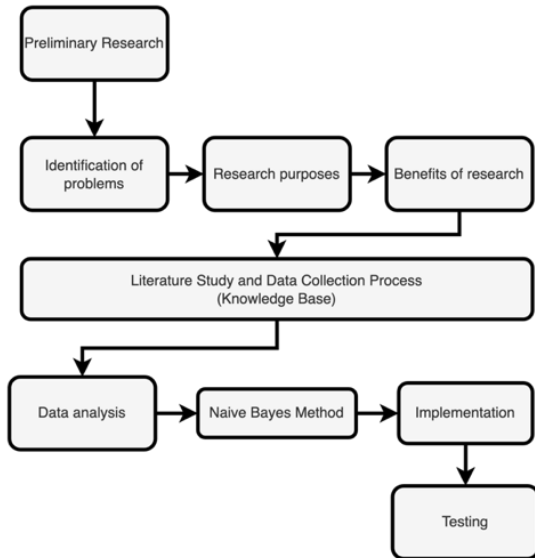 Preliminary Research
Identification of
problems
Research purposes
Benefits of research
Literature Study and Data Collection Process
(Knowledge Base)
Data analysis
Naive Bayes Method
Implementation
Testing